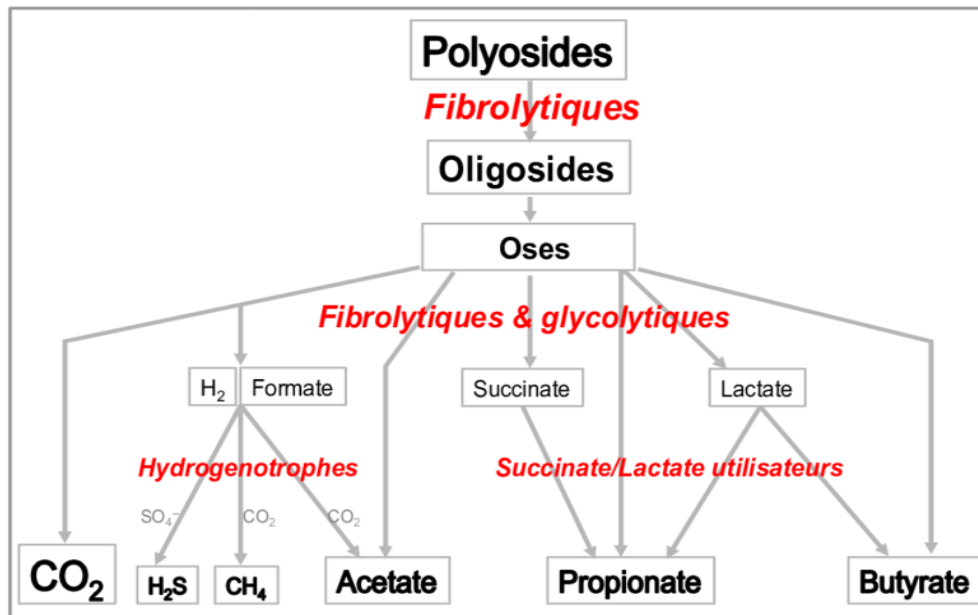 Polyosides
Fibrolytiques
Oligosides
Oses
Fibrolytiques & glycolytiques
H₂ Formate Succinate Lactate
Hydrogenotrophes Succinate/Lactate utilisateurs
SO₄⁻ CO₂ CO₂
CO₂ H₂S CH₄ Acetate Propionate Butyrate